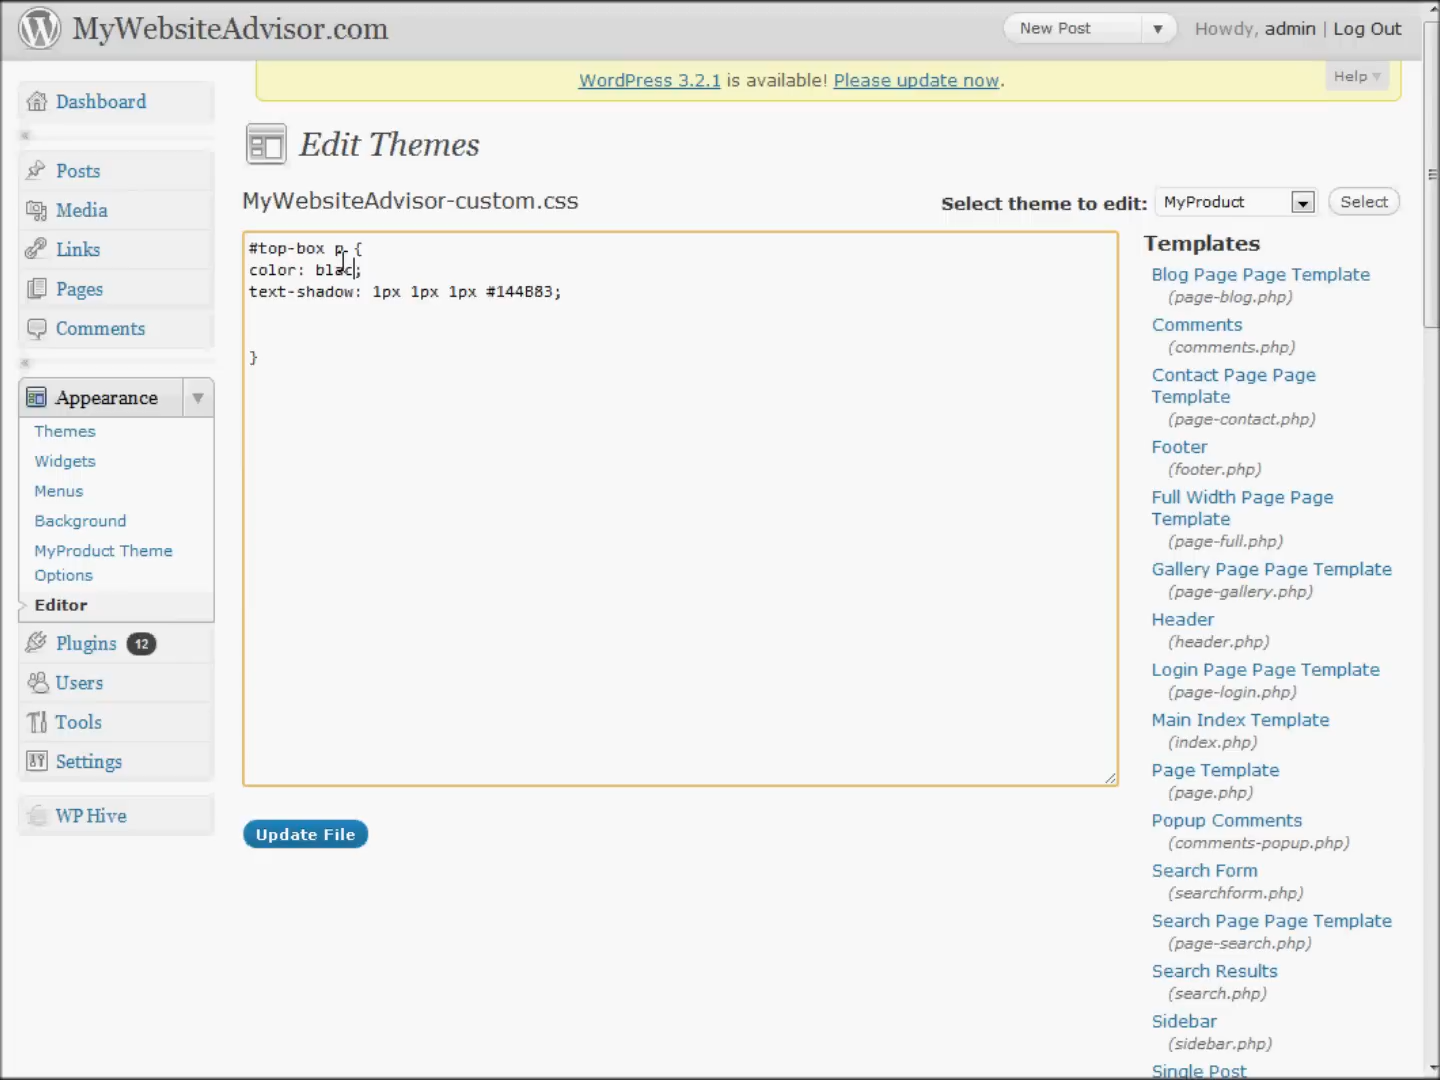 MyWebsiteAdvisor.com
New Post
Howdy, admin | Log Out
WordPress 3.2.1 is available! Please update now.
Help
Dashboard
Posts
Media
Links
Pages
Comments
Appearance
Themes
Widgets
Menus
Background
MyProduct Theme
Options
Editor
Plugins 12
Users
Tools
Settings
WP Hive
Edit Themes
MyWebsiteAdvisor-custom.css
Select theme to edit: MyProduct Select
#top-box p {
color: blac;
text-shadow: 1px 1px 1px #144B83;
}
Update File
Templates
Blog Page Page Template
(page-blog.php)
Comments
(comments.php)
Contact Page Page
Template
(page-contact.php)
Footer
(footer.php)
Full Width Page Page
Template
(page-full.php)
Gallery Page Page Template
(page-gallery.php)
Header
(header.php)
Login Page Page Template
(page-login.php)
Main Index Template
(index.php)
Page Template
(page.php)
Popup Comments
(comments-popup.php)
Search Form
(searchform.php)
Search Page Page Template
(page-search.php)
Search Results
(search.php)
Sidebar
(sidebar.php)
Single Post